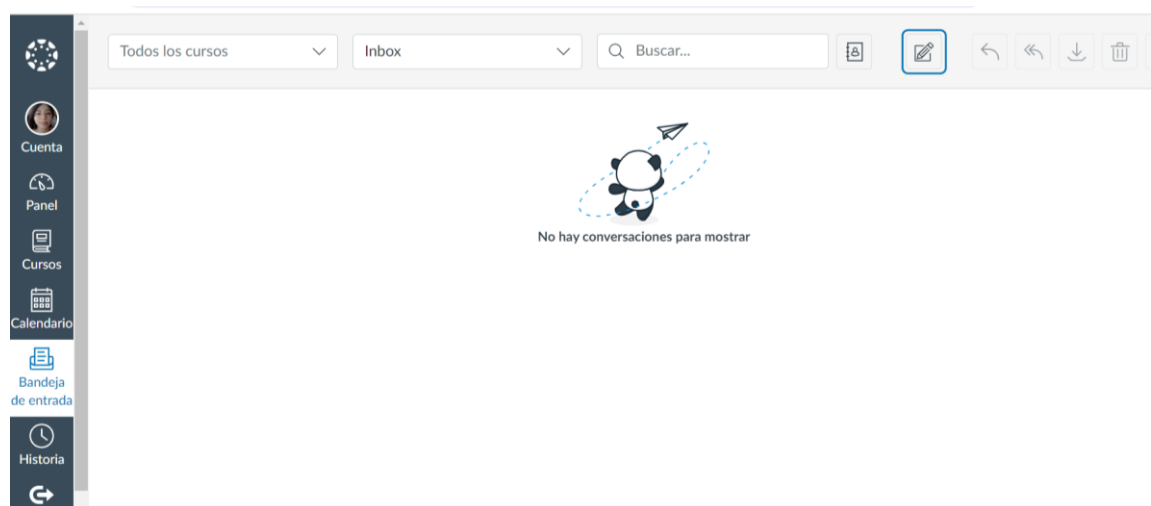 Todos los cursos
Inbox
Buscar...
Cuenta
Panel
Cursos
Calendario
Bandeja
de entrada
Historia
No hay conversaciones para mostrar